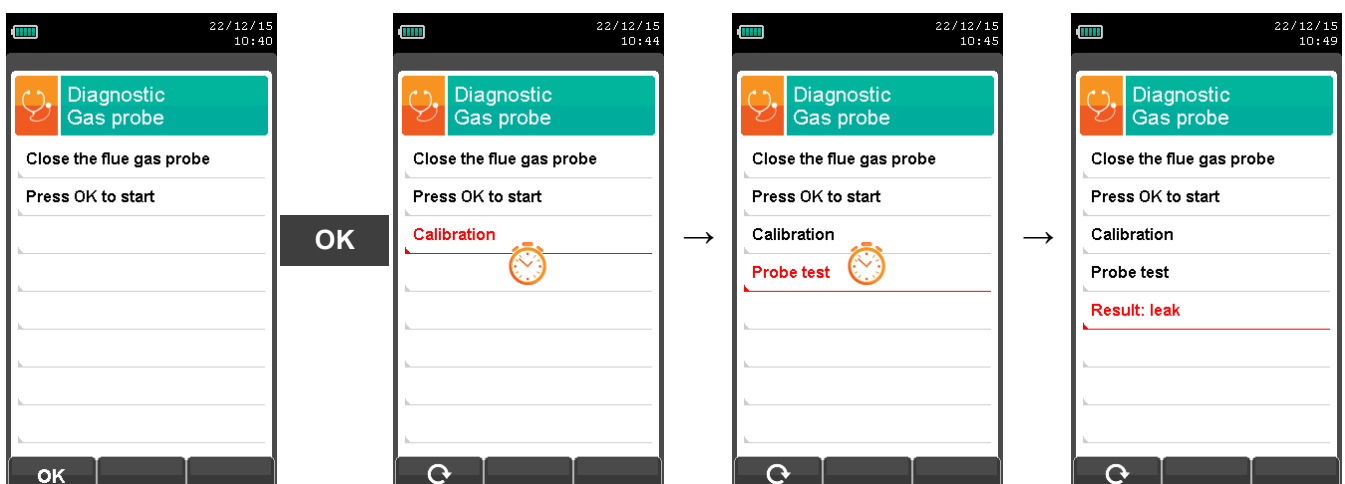 22/12/15
10:40
Diagnostic
Gas probe
Close the flue gas probe
Press OK to start
OK
OK
22/12/15
10:44
Diagnostic
Gas probe
Close the flue gas probe
Press OK to start
Calibration
→
22/12/15
10:45
Diagnostic
Gas probe
Close the flue gas probe
Press OK to start
Calibration
Probe test
→
22/12/15
10:49
Diagnostic
Gas probe
Close the flue gas probe
Press OK to start
Calibration
Probe test
Result: leak